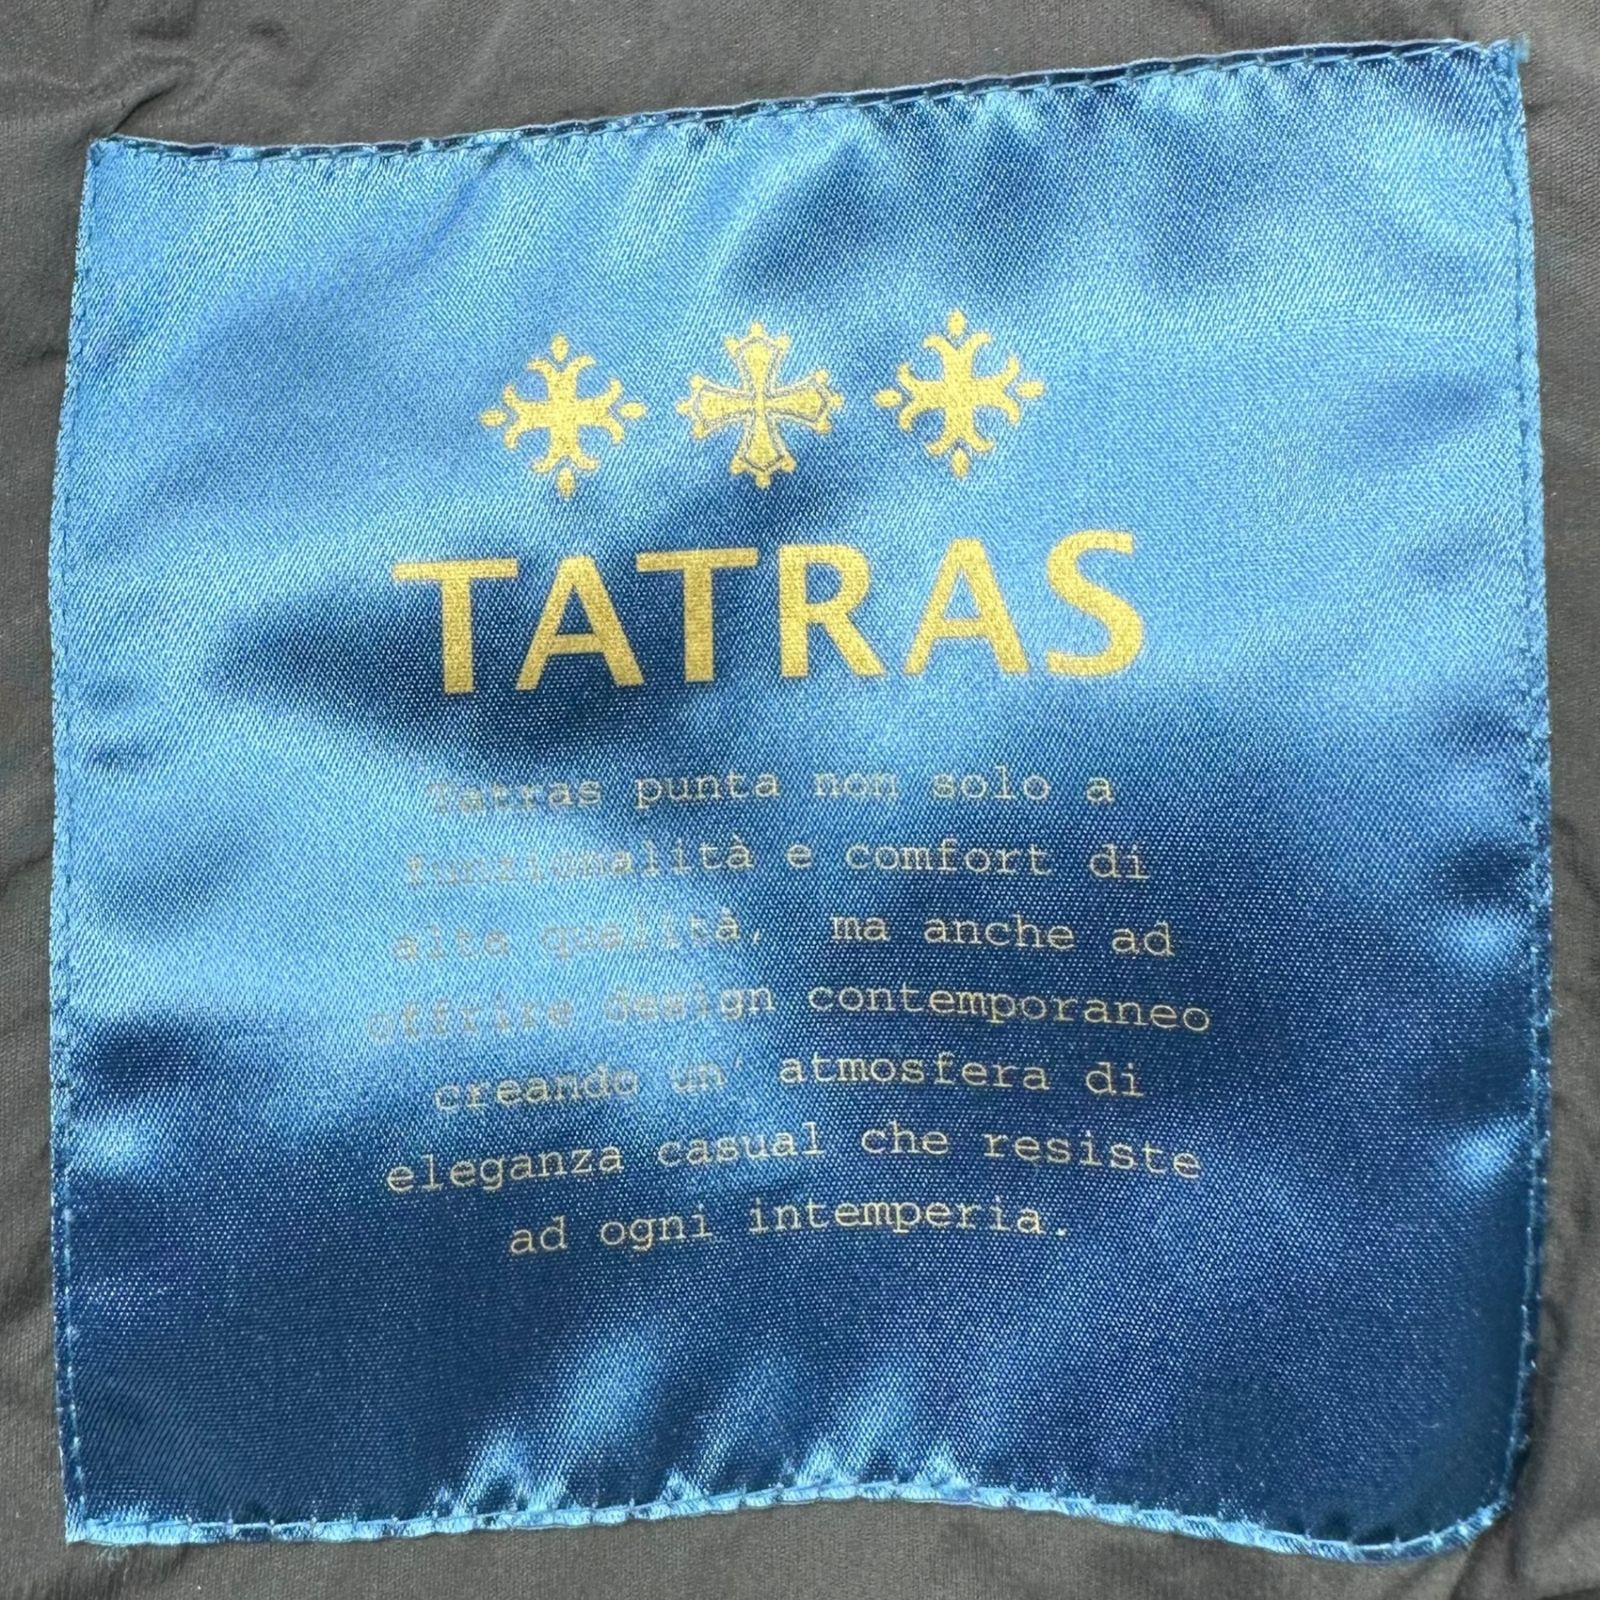 TATRAS
Tatras punta non solo a
funzionalità e comfort di
alta qualità, ma anche ad
offrire design contemporaneo
creando un' atmosfera di
eleganza casual che resiste
ad ogni intemperia.